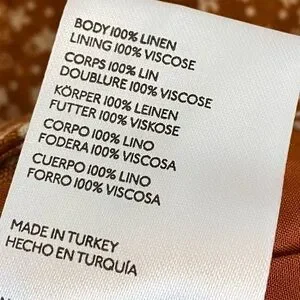 BODY 100% LINEN
LINING 100% VISCOSE
CORPS 100% LIN
DOUBLURE 100% VISCOSE
KÖRPER 100% LEINEN
FUTTER 100% VISKOSE
CORPO 100% LINO
FODERA 100% VISCOSA
CUERPO 100% LINO
FORRO 100% VISCOSA
MADE IN TURKEY
HECHO EN TURQUÍA